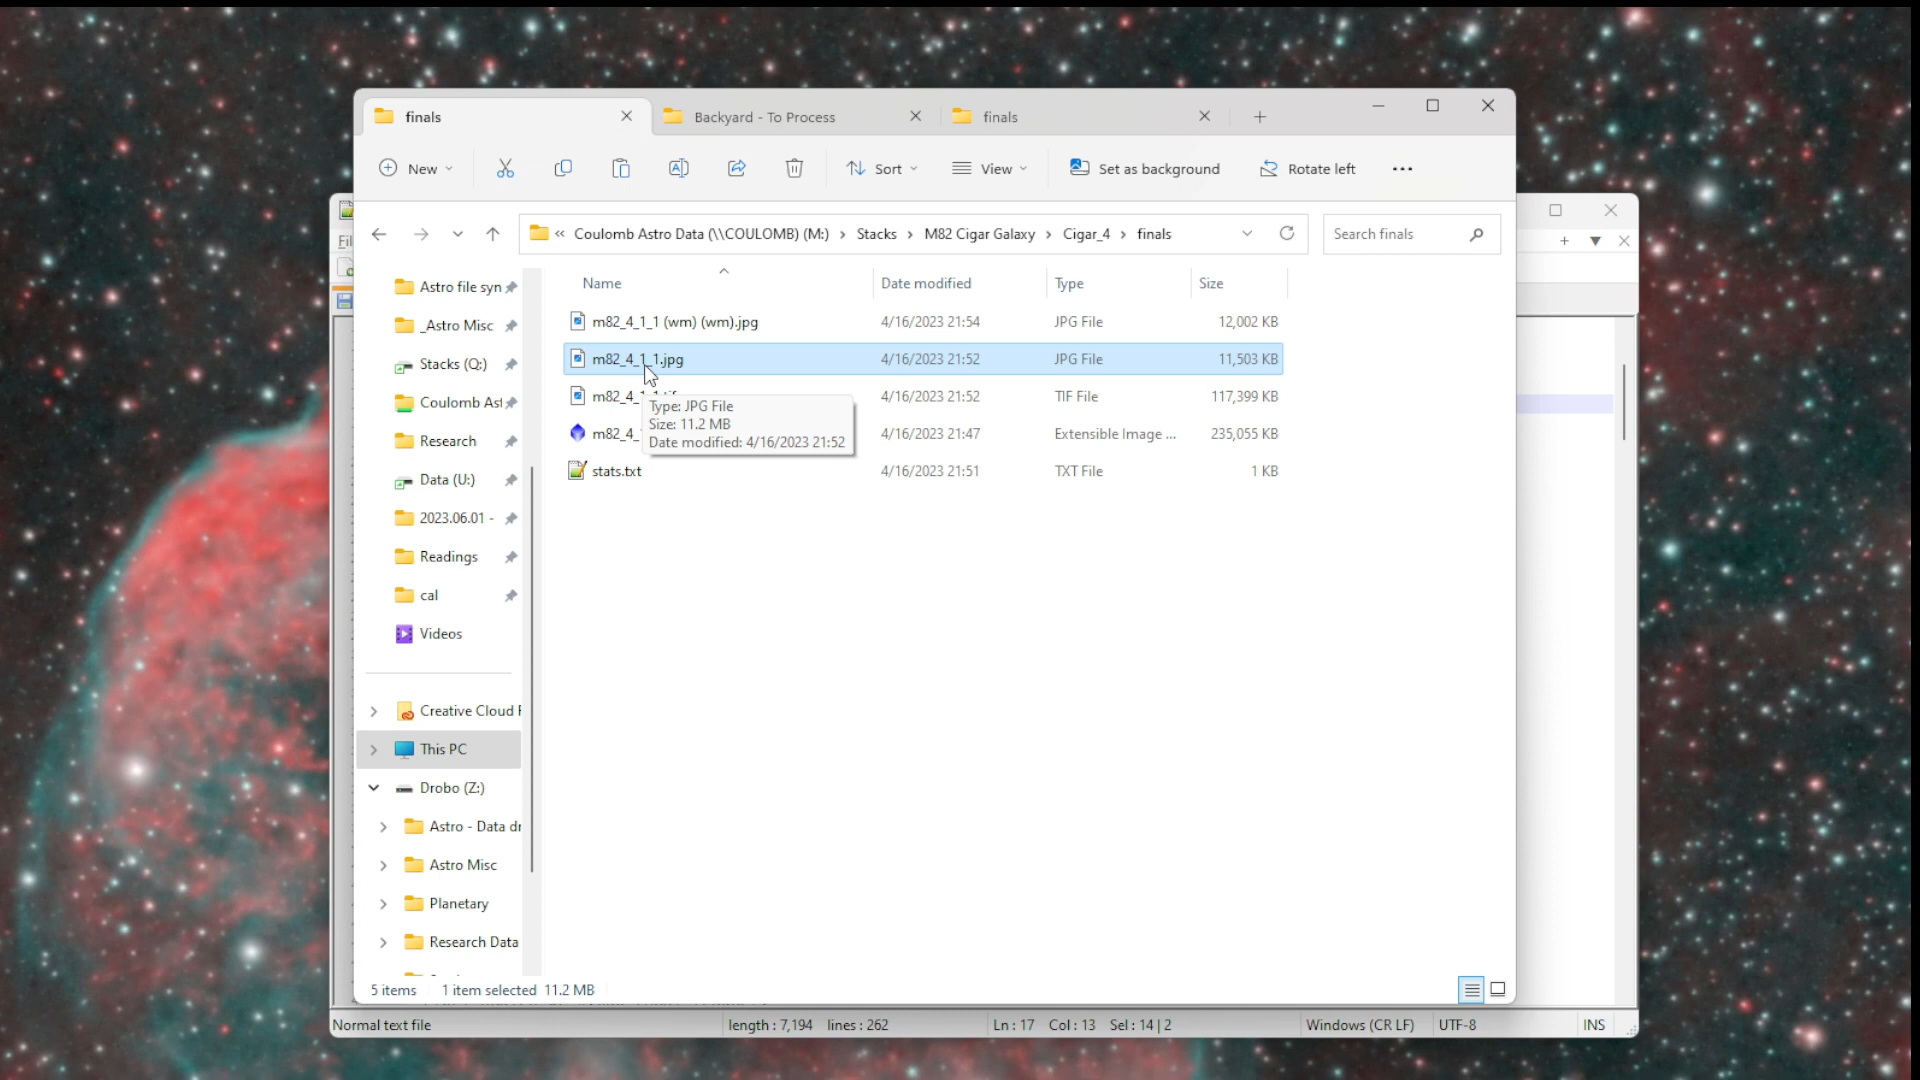 finals
Backyard - To Process
finals
New
Sort
View
Set as background
Rotate left
Fil
« Coulomb Astro Data (\\COULOMB) (M:) › Stacks › M82 Cigar Galaxy › Cigar_4 › finals
Search finals
Name
Date modified
Type
Size
m82_4_1_1 (wm) (wm).jpg 4/16/2023 21:54 JPG File 12,002 KB
m82_4_1_1.jpg 4/16/2023 21:52 JPG File 11,503 KB
m82_4_ 4/16/2023 21:52 TIF File 117,399 KB
m82_4_ 4/16/2023 21:47 Extensible Image ... 235,055 KB
stats.txt 4/16/2023 21:51 TXT File 1 KB
Type: JPG File
Size: 11.2 MB
Date modified: 4/16/2023 21:52
Astro file syn
_Astro Misc
Stacks (Q:)
Coulomb Ast
Research
Data (U:)
2023.06.01 -
Readings
cal
Videos
Creative Cloud F
This PC
Drobo (Z:)
Astro - Data dr
Astro Misc
Planetary
Research Data
5 items 1 item selected 11.2 MB
Normal text file
length : 7,194 lines : 262
Ln : 17 Col : 13 Sel : 14 | 2
Windows (CR LF)
UTF-8
INS